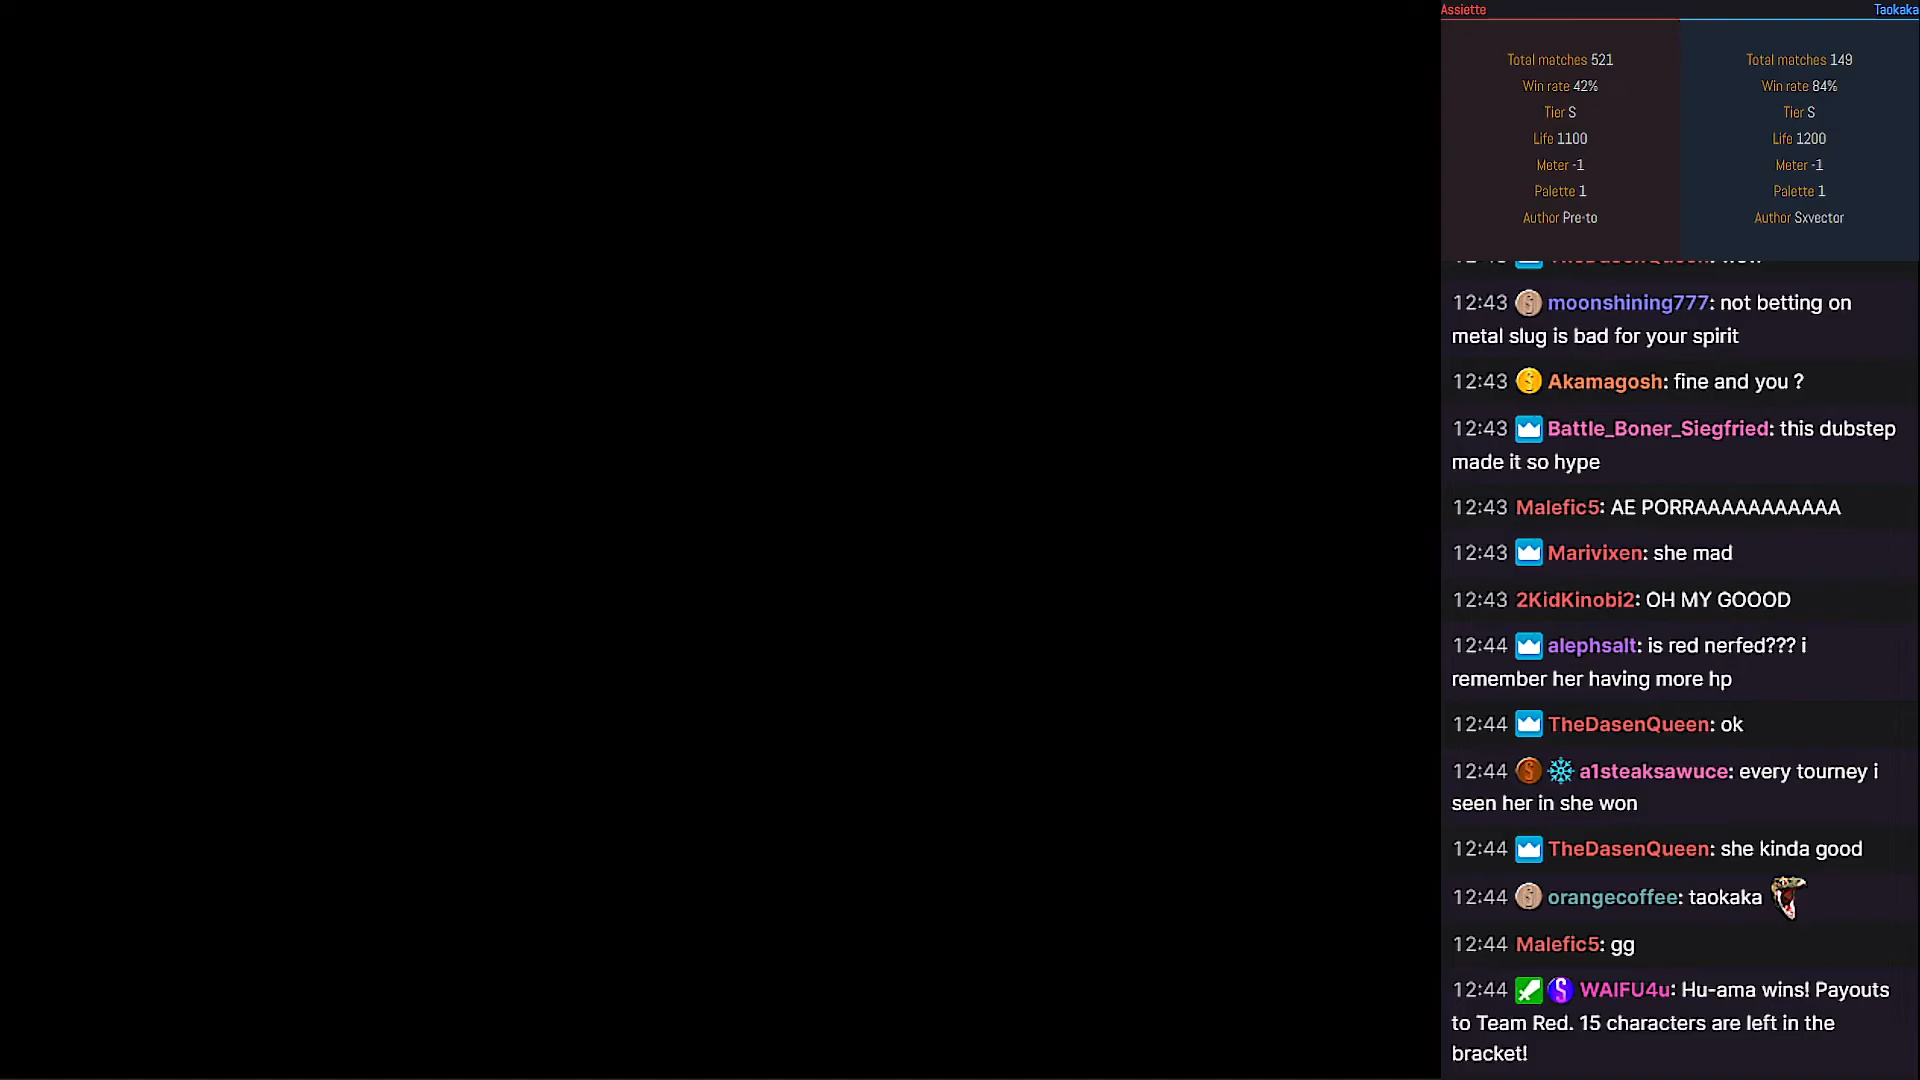 Assiette
Taokaka
Total matches 521
Win rate 42%
Tier S
Life 1100
Meter -1
Palette 1
Author Pre-to
Total matches 149
Win rate 84%
Tier S
Life 1200
Meter -1
Palette 1
Author Sxvector
12:43 moonshining777: not betting on
metal slug is bad for your spirit
12:43 Akamagosh: fine and you ?
12:43 Battle_Boner_Siegfried: this dubstep
made it so hype
12:43 Malefic5: AE PORRAAAAAAAAAAA
12:43 Marivixen: she mad
12:43 2KidKinobi2: OH MY GOOOD
12:44 alephsalt: is red nerfed??? i
remember her having more hp
12:44 TheDasenQueen: ok
12:44 a1steaksawuce: every tourney i
seen her in she won
12:44 TheDasenQueen: she kinda good
12:44 orangecoffee: taokaka
12:44 Malefic5: gg
12:44 WAIFU4u: Hu-ama wins! Payouts
to Team Red. 15 characters are left in the
bracket!